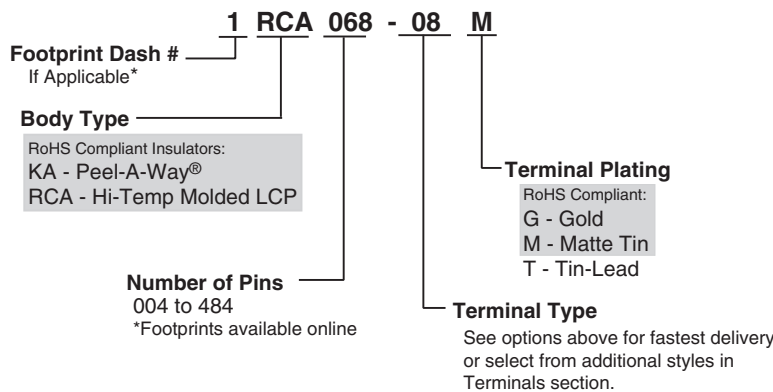 1 RCA 068 - 08 M
Footprint Dash #
If Applicable*
Body Type
RoHS Compliant Insulators:
KA - Peel-A-Way®
RCA - Hi-Temp Molded LCP
Terminal Plating
RoHS Compliant:
G - Gold
M - Matte Tin
T - Tin-Lead
Number of Pins
004 to 484
*Footprints available online
Terminal Type
See options above for fastest delivery
or select from additional styles in
Terminals section.